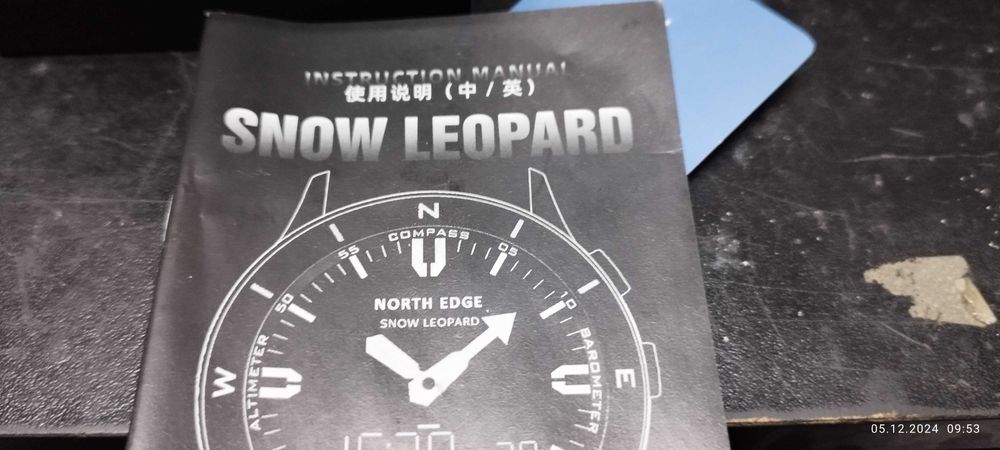 INSTRUCTION MANUAL
使用说明（中 / 英）
SNOW LEOPARD
N
COMPASS
55
05
50
10
NORTH EDGE
SNOW LEOPARD
ALTIMETER
BAROMETER
W
E
05.12.2024 09:53